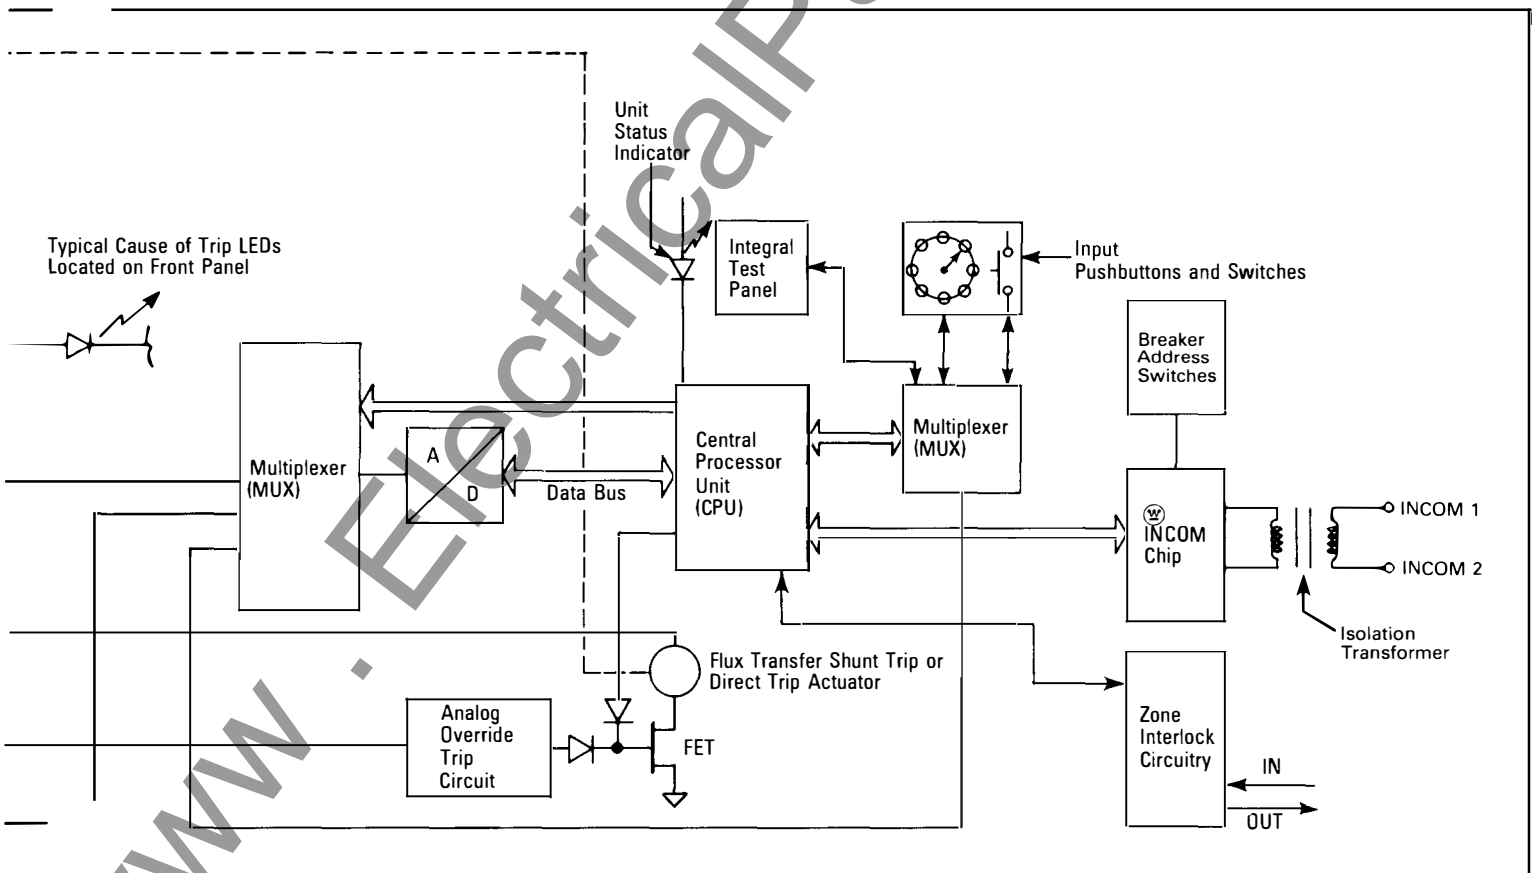 Unit
Status
Indicator
Typical Cause of Trip LEDs
Located on Front Panel
Integral
Test
Panel
Input
Pushbuttons and Switches
Breaker
Address
Switches
Multiplexer
(MUX)
A
D
Data Bus
Central
Processor
Unit
(CPU)
Multiplexer
(MUX)
W
INCOM
Chip
INCOM 1
INCOM 2
Isolation
Transformer
Flux Transfer Shunt Trip or
Direct Trip Actuator
Analog
Override
Trip
Circuit
FET
Zone
Interlock
Circuitry
IN
OUT
www . ElectricalP